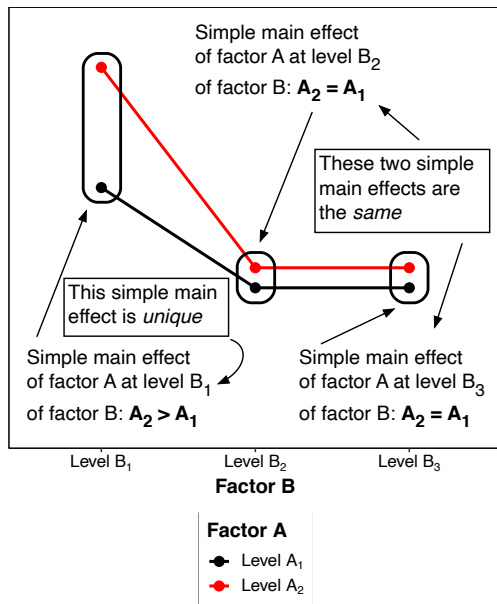 Simple main effect
of factor A at level B₂
of factor B: A₂ = A₁
These two simple
main effects are
the same
This simple main
effect is unique
Simple main effect
of factor A at level B₁
of factor B: A₂ > A₁
Simple main effect
of factor A at level B₃
of factor B: A₂ = A₁
Level B₁
Level B₂
Level B₃
Factor B
Factor A
Level A₁
Level A₂